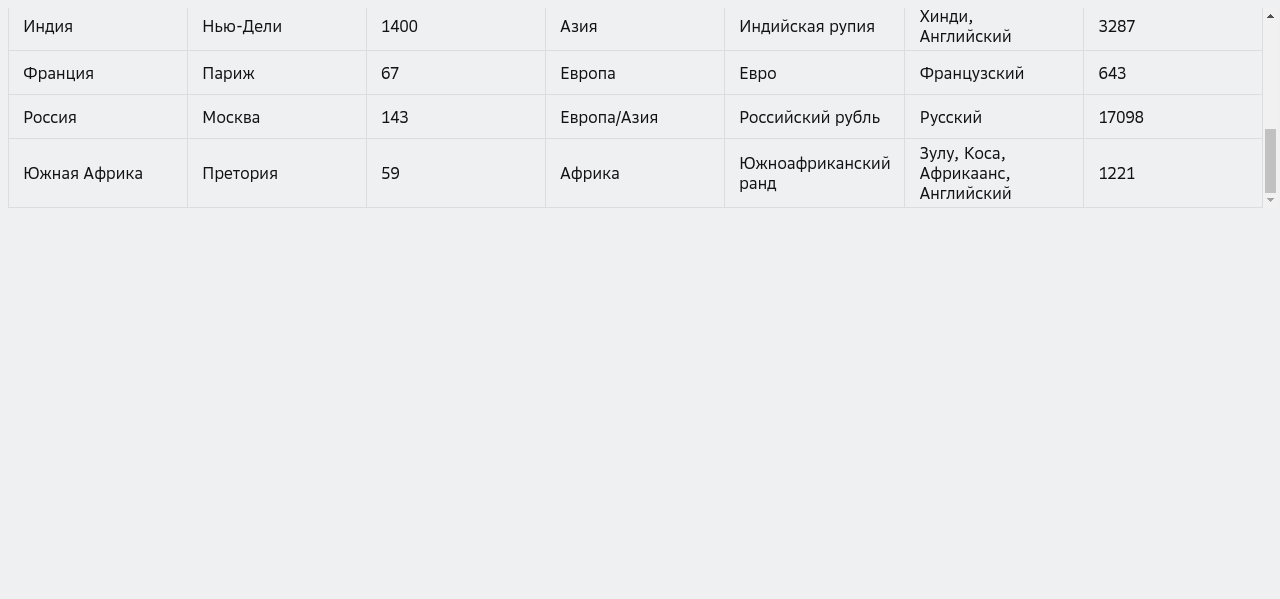 Индия Нью-Дели 1400 Азия Индийская рупия Хинди,
Английский 3287
Франция Париж 67 Европа Евро Французский 643
Россия Москва 143 Европа/Азия Российский рубль Русский 17098
Южная Африка Претория 59 Африка Южноафриканский
ранд Зулу, Коса,
Африкаанс,
Английский 1221